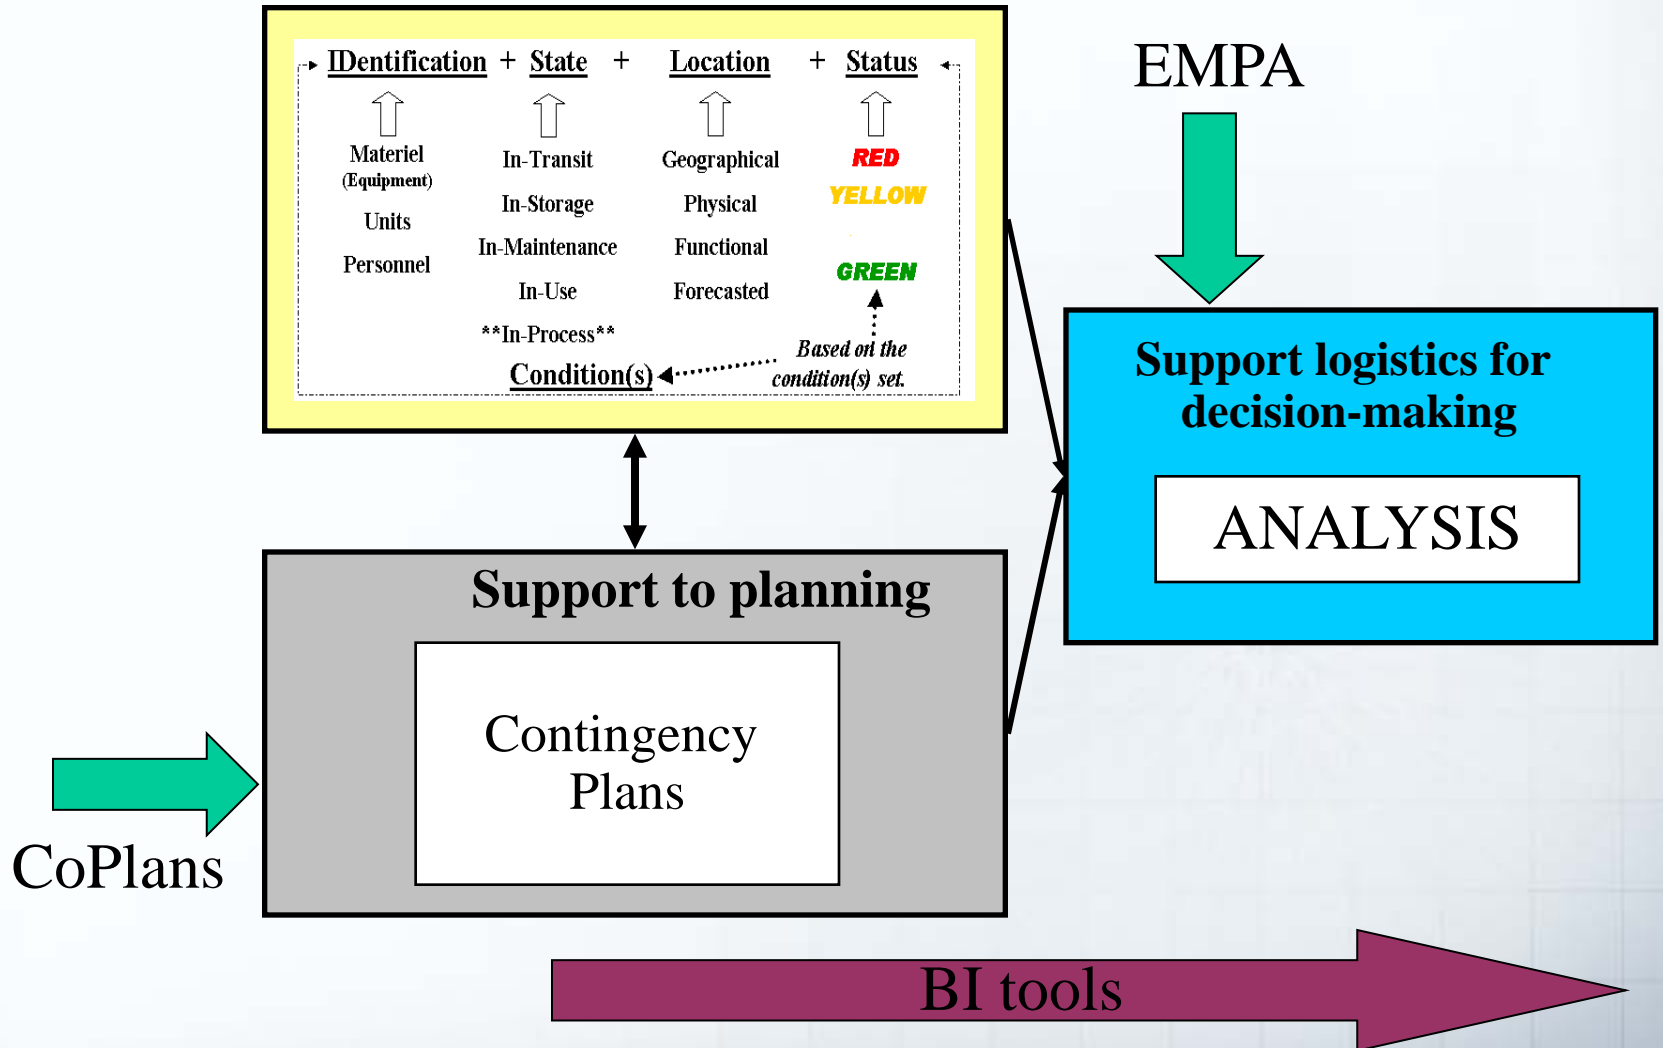 IDentification + State + Location + Status
Materiel
(Equipment)
Units
Personnel
In-Transit
In-Storage
In-Maintenance
In-Use
**In-Process**
Condition(s)
Geographical
Physical
Functional
Forecasted
RED
YELLOW
GREEN
Based on the
condition(s) set.
EMPA
Support logistics for
decision-making
ANALYSIS
Support to planning
Contingency
Plans
CoPlans
BI tools